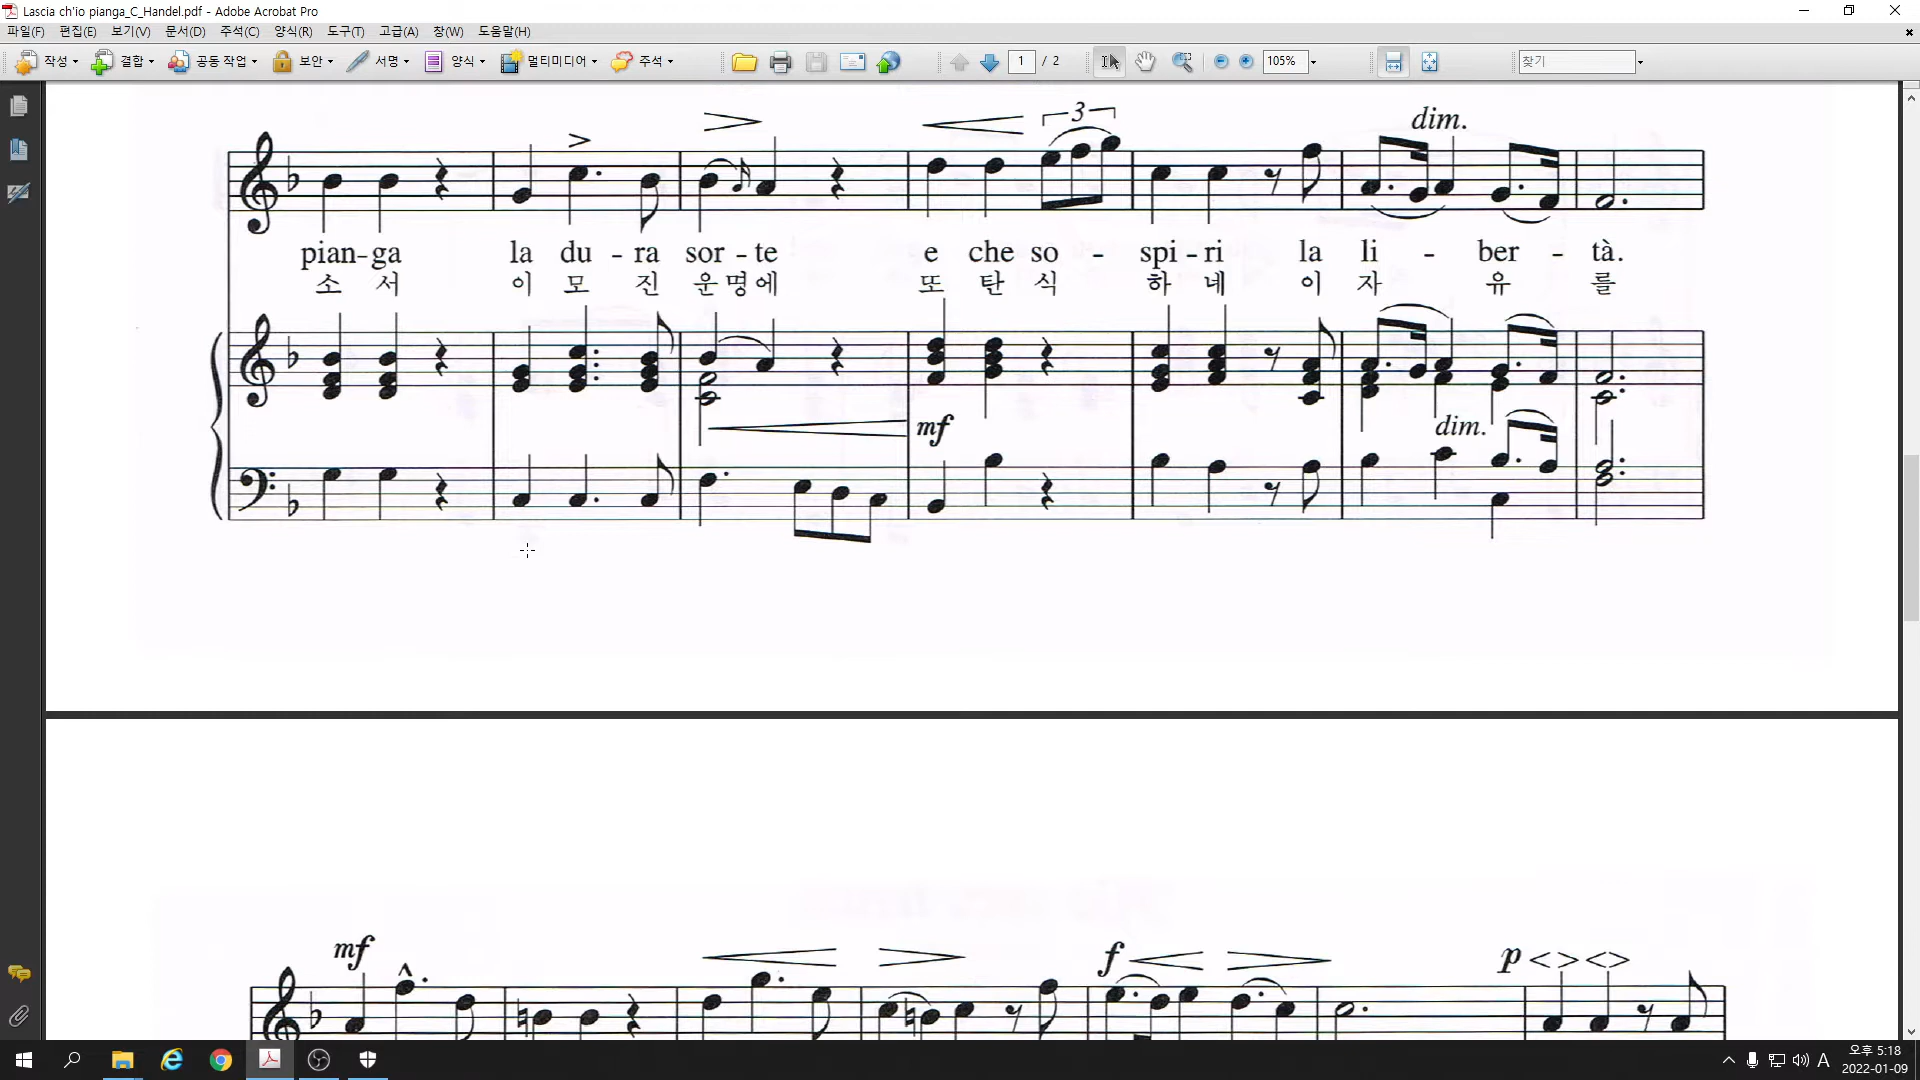 Lascia ch'io pianga_C_Handel.pdf - Adobe Acrobat Pro
파일(F) 편집(E) 보기(V) 문서(D) 주석(C) 양식(R) 도구(T) 고급(A) 창(W) 도움말(H)
작성 결합 공동 작업 보안 서명 양식 멀티미디어 주석 1 / 2 105% 찾기
3 dim.
pian-ga la du - ra sor - te e che so - spi - ri la li - ber - tà.
소 서 이 모 진 운명에 또 탄 식 하 네 이 자 유 를
mf dim.
mf f p
A 오후 5:18
2022-01-09